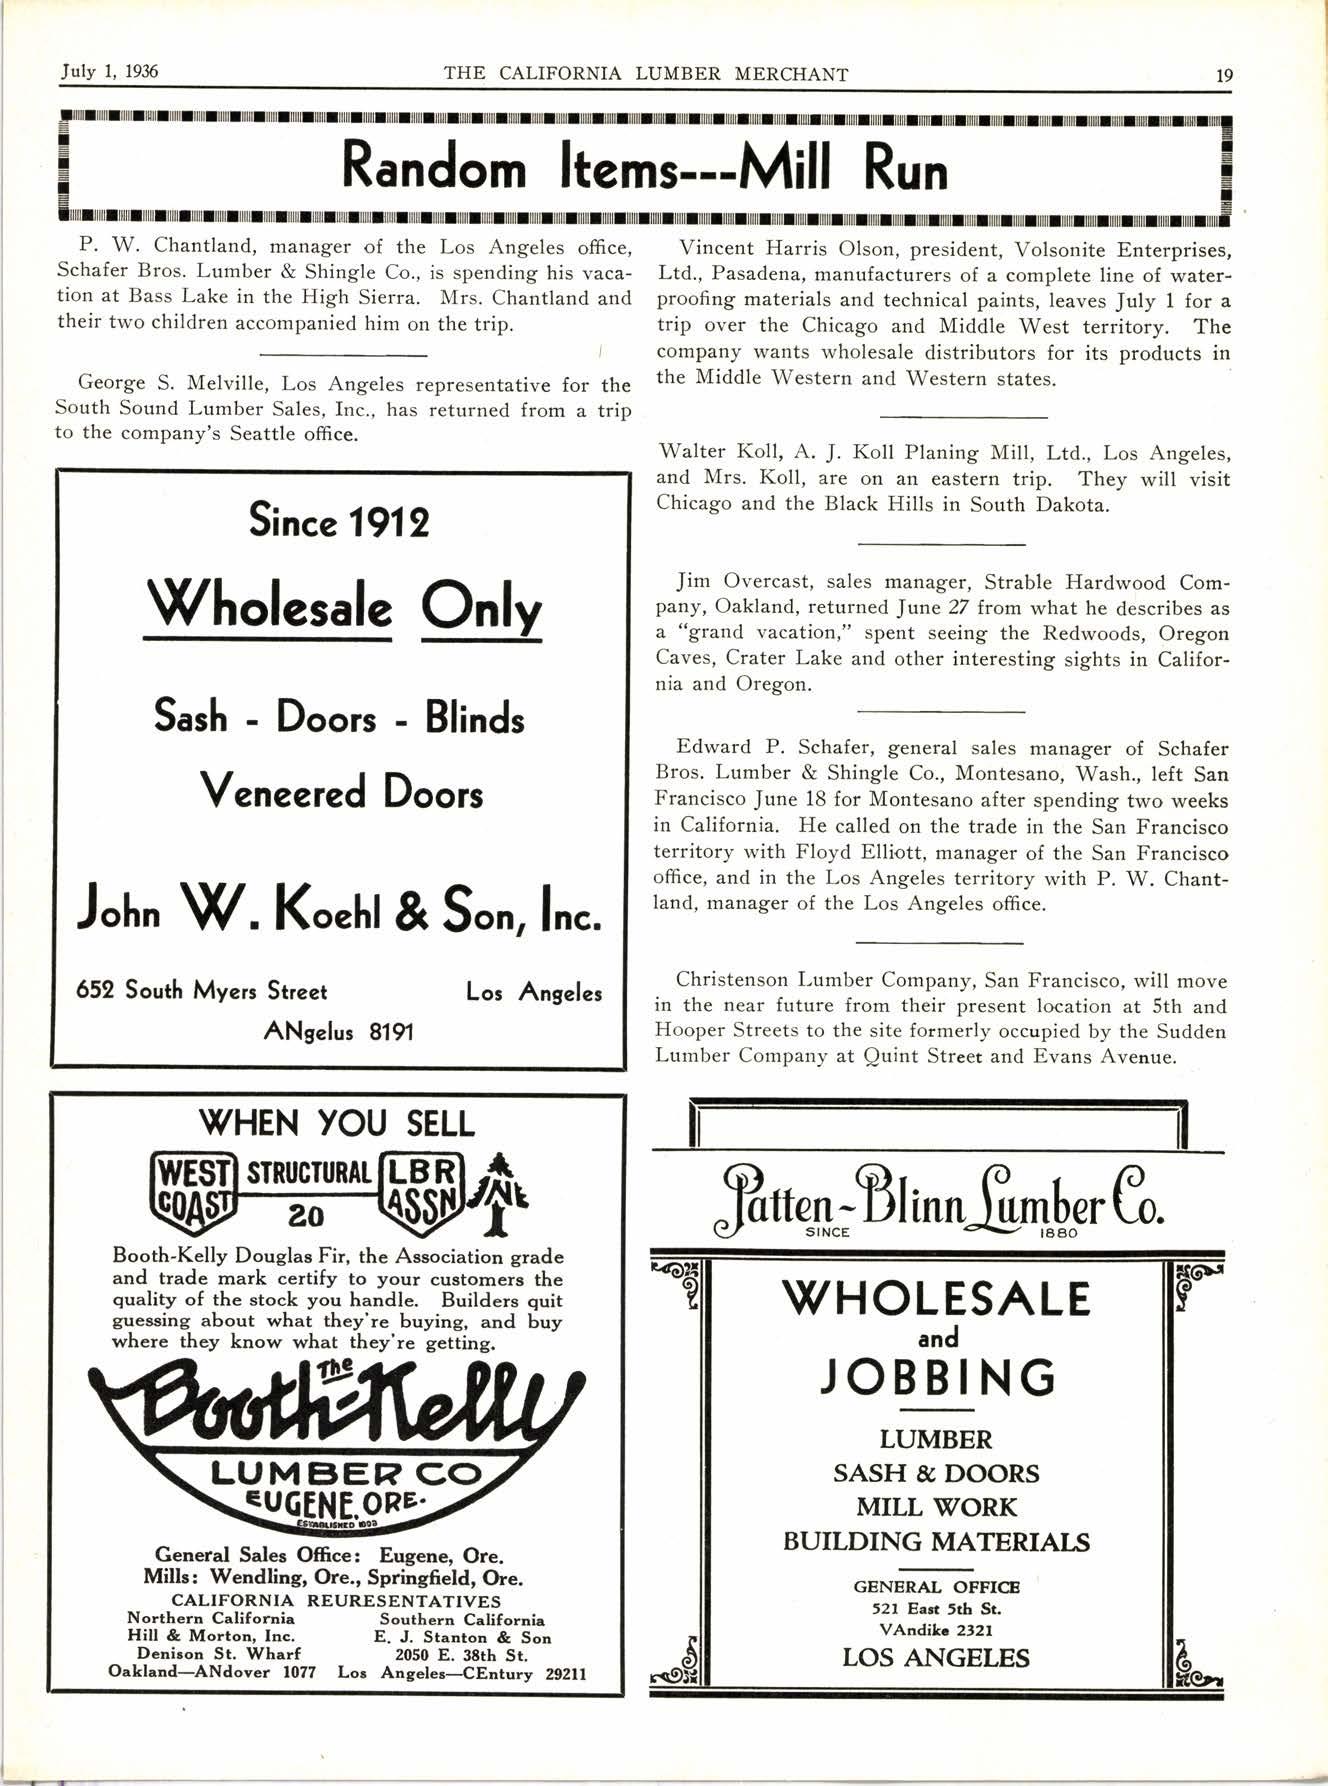 July 1, 1936 THE CALIFORNIA LUMBER MERCHANT 19
Random Items---Mill Run
P. W. Chantland, manager of the Los Angeles office,
Schafer Bros. Lumber & Shingle Co., is spending his vaca-
tion at Bass Lake in the High Sierra. Mrs. Chantland and
their two children accompanied him on the trip.
George S. Melville, Los Angeles representative for the
South Sound Lumber Sales, Inc., has returned from a trip
to the company's Seattle office.
Since 1912
Wholesale Only
Sash - Doors - Blinds
Veneered Doors
John W. Koehl & Son, Inc.
652 South Myers Street Los Angeles
ANgelus 8191
WHEN YOU SELL
WEST COAST STRUCTURAL 20 LBR ASSN
Booth-Kelly Douglas Fir, the Association grade
and trade mark certify to your customers the
quality of the stock you handle. Builders quit
guessing about what they're buying, and buy
where they know what they're getting.
The
Booth-Kelly
LUMBER CO
EUGENE, ORE.
ESTABLISHED
General Sales Office: Eugene, Ore.
Mills: Wendling, Ore., Springfield, Ore.
CALIFORNIA REURESENTATIVES
Northern California Southern California
Hill & Morton, Inc. E. J. Stanton & Son
Denison St. Wharf 2050 E. 38th St.
Oakland—ANdover 1077 Los Angeles—CEntury 29211
Vincent Harris Olson, president, Volsonite Enterprises,
Ltd., Pasadena, manufacturers of a complete line of water-
proofing materials and technical paints, leaves July 1 for a
trip over the Chicago and Middle West territory. The
company wants wholesale distributors for its products in
the Middle Western and Western states.
Walter Koll, A. J. Koll Planing Mill, Ltd., Los Angeles,
and Mrs. Koll, are on an eastern trip. They will visit
Chicago and the Black Hills in South Dakota.
Jim Overcast, sales manager, Strable Hardwood Com-
pany, Oakland, returned June 27 from what he describes as
a "grand vacation," spent seeing the Redwoods, Oregon
Caves, Crater Lake and other interesting sights in Califor-
nia and Oregon.
Edward P. Schafer, general sales manager of Schafer
Bros. Lumber & Shingle Co., Montesano, Wash., left San
Francisco June 18 for Montesano after spending two weeks
in California. He called on the trade in the San Francisco
territory with Floyd Elliott, manager of the San Francisco
office, and in the Los Angeles territory with P. W. Chant-
land, manager of the Los Angeles office.
Christenson Lumber Company, San Francisco, will move
in the near future from their present location at 5th and
Hooper Streets to the site formerly occupied by the Sudden
Lumber Company at Quint Street and Evans Avenue.
Patten-Blinn Lumber Co.
SINCE 1880
WHOLESALE
and
JOBBING
LUMBER
SASH & DOORS
MILL WORK
BUILDING MATERIALS
GENERAL OFFICE
521 East 5th St.
VAndike 2321
LOS ANGELES